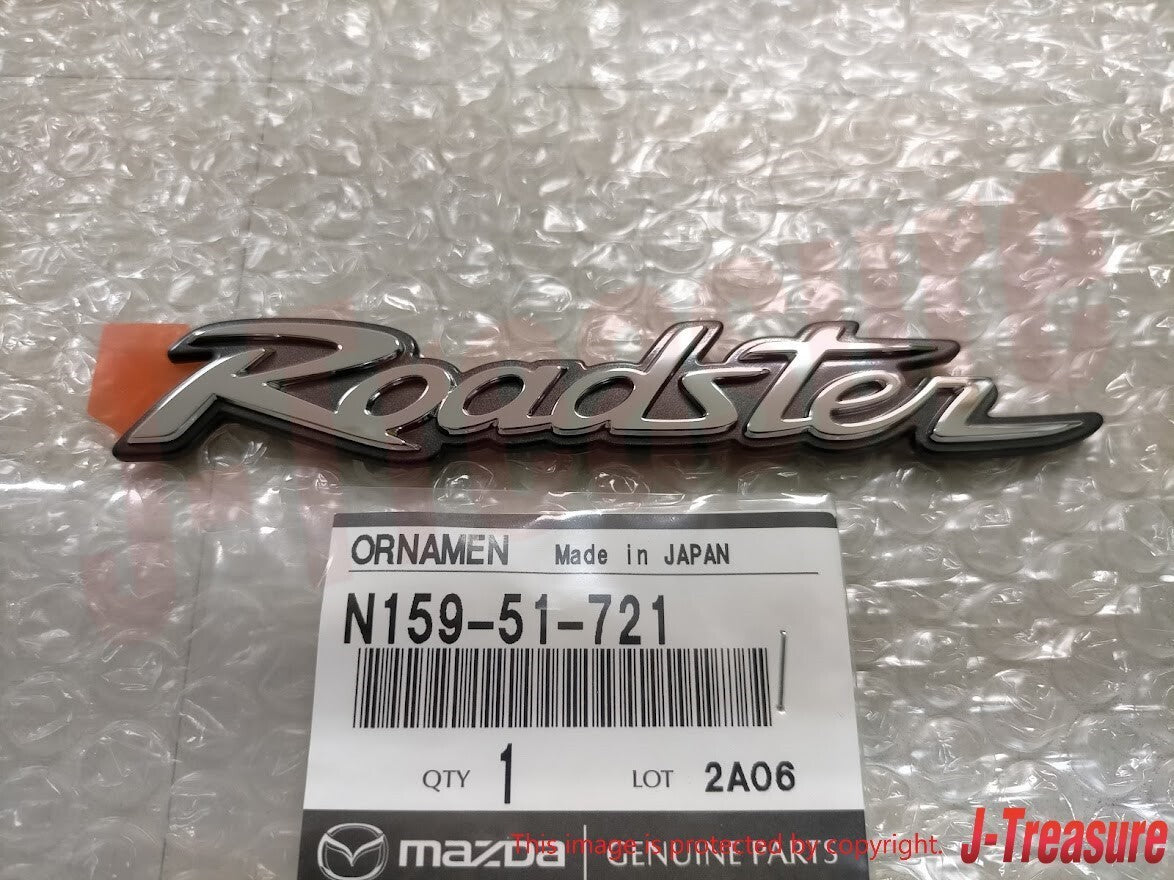 Roadster
ORNAMEN Made in JAPAN
N159-51-721
QTY 1 LOT 2A06
mazda GENUINE PARTS
This image is protected by copyright.
J-Treasure
J-Treasure